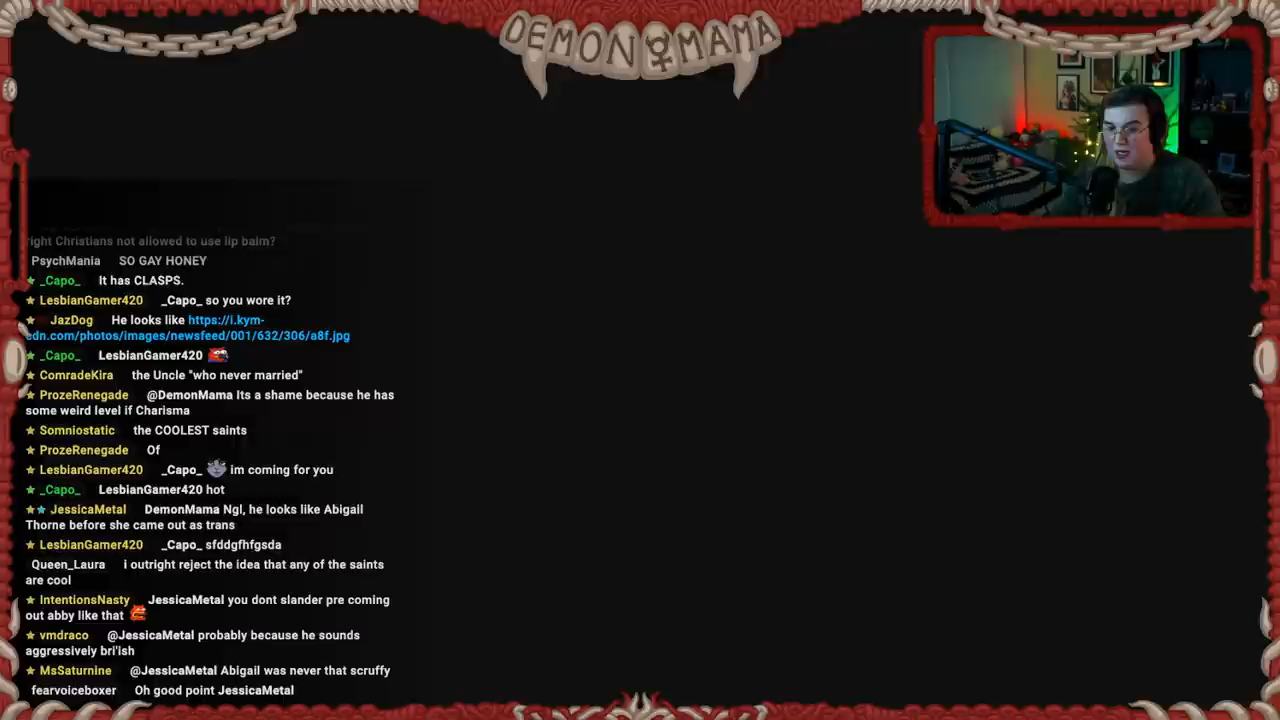 DEMON MAMA
right Christians not allowed to use lip balm?
PsychMania SO GAY HONEY
_Capo_ It has CLASPS.
LesbianGamer420 _Capo_ so you wore it?
JazDog He looks like https://i.kym-
cdn.com/photos/images/newsfeed/001/632/306/a8f.jpg
_Capo_ LesbianGamer420
ComradeKira the Uncle "who never married"
ProzeRenegade @DemonMama Its a shame because he has
some weird level if Charisma
Somniostatic the COOLEST saints
ProzeRenegade Of
LesbianGamer420 _Capo_ im coming for you
_Capo_ LesbianGamer420 hot
JessicaMetal DemonMama Ngl, he looks like Abigail
Thorne before she came out as trans
LesbianGamer420 _Capo_ sfddgfhfgsda
Queen_Laura i outright reject the idea that any of the saints
are cool
IntentionsNasty JessicaMetal you dont slander pre coming
out abby like that
vmdraco @JessicaMetal probably because he sounds
aggressively bri'ish
MsSaturnine @JessicaMetal Abigail was never that scruffy
fearvoiceboxer Oh good point JessicaMetal